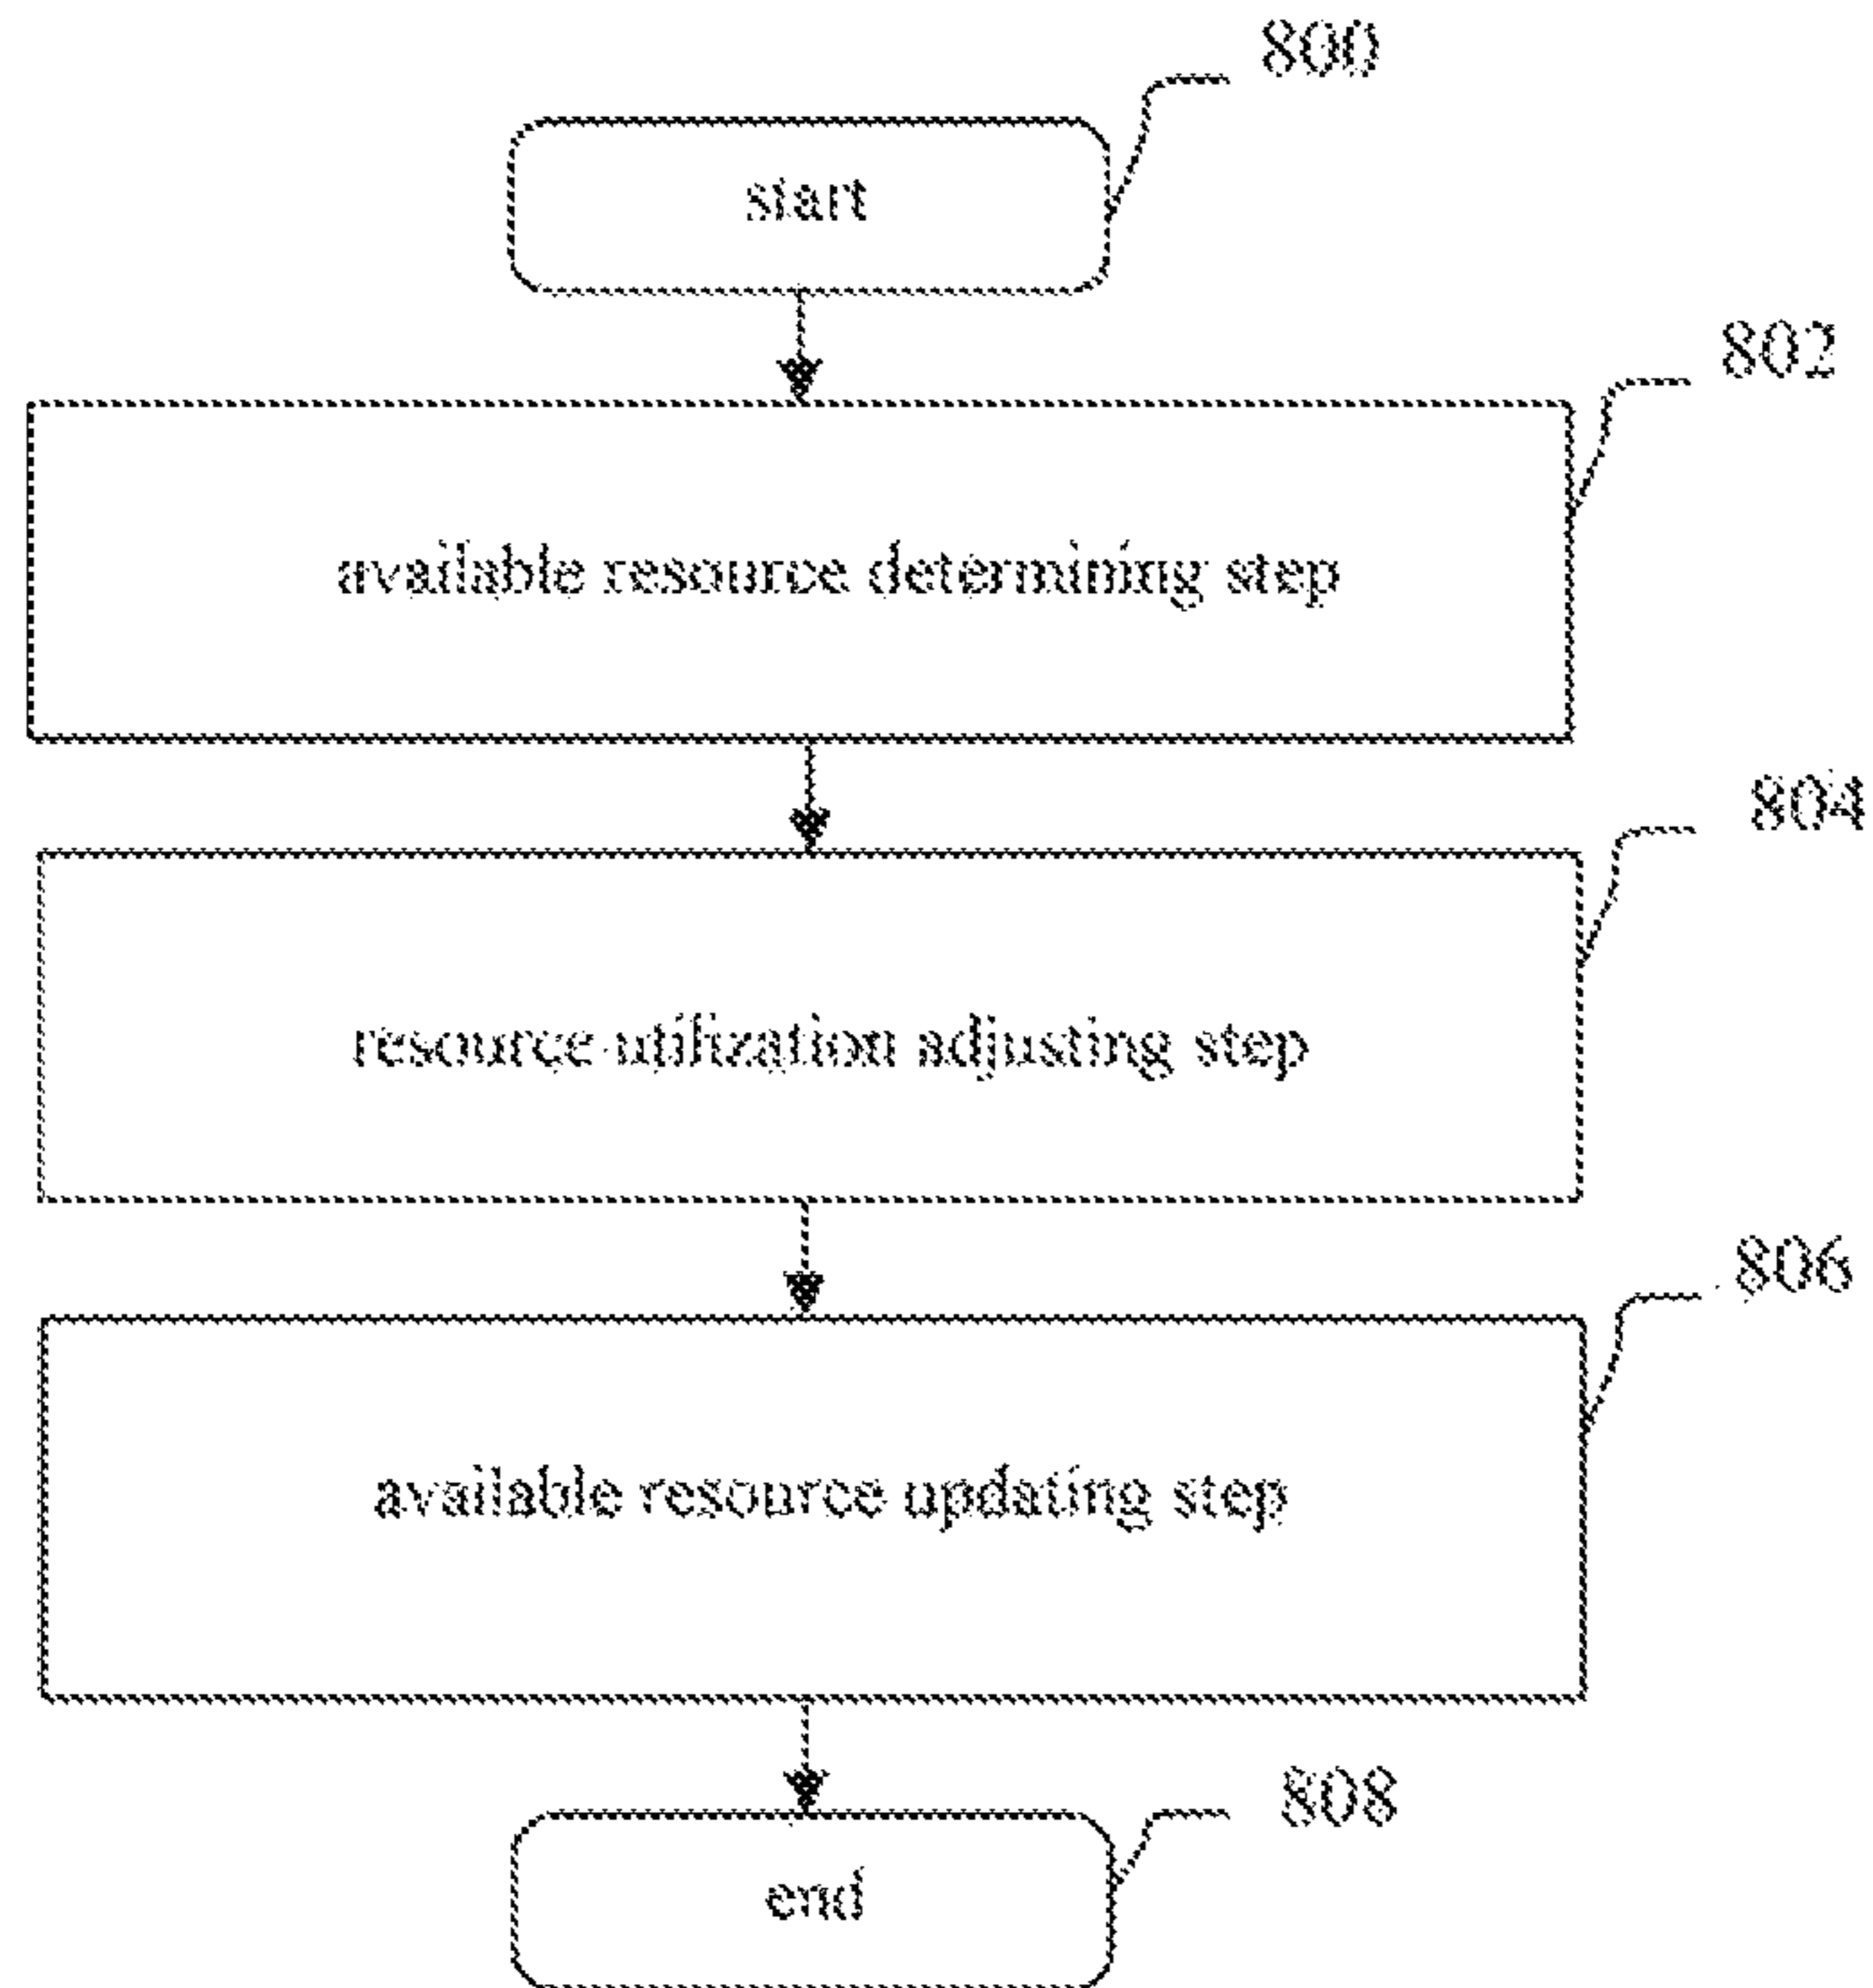 800
start
802
available resource determining step
804
resource utilization adjusting step
806
available resource updating step
808
end